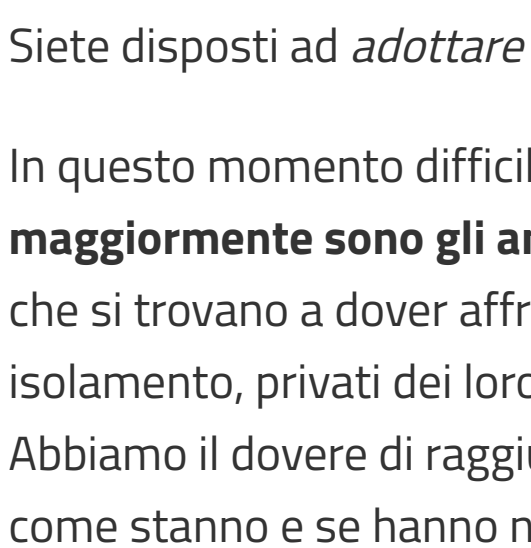 Siete disposti ad adottare
In questo momento
maggiormente sono gli
che si trovano a dover
isolamento, privati dei
Abbiamo il dovere di
come stanno e se hanno